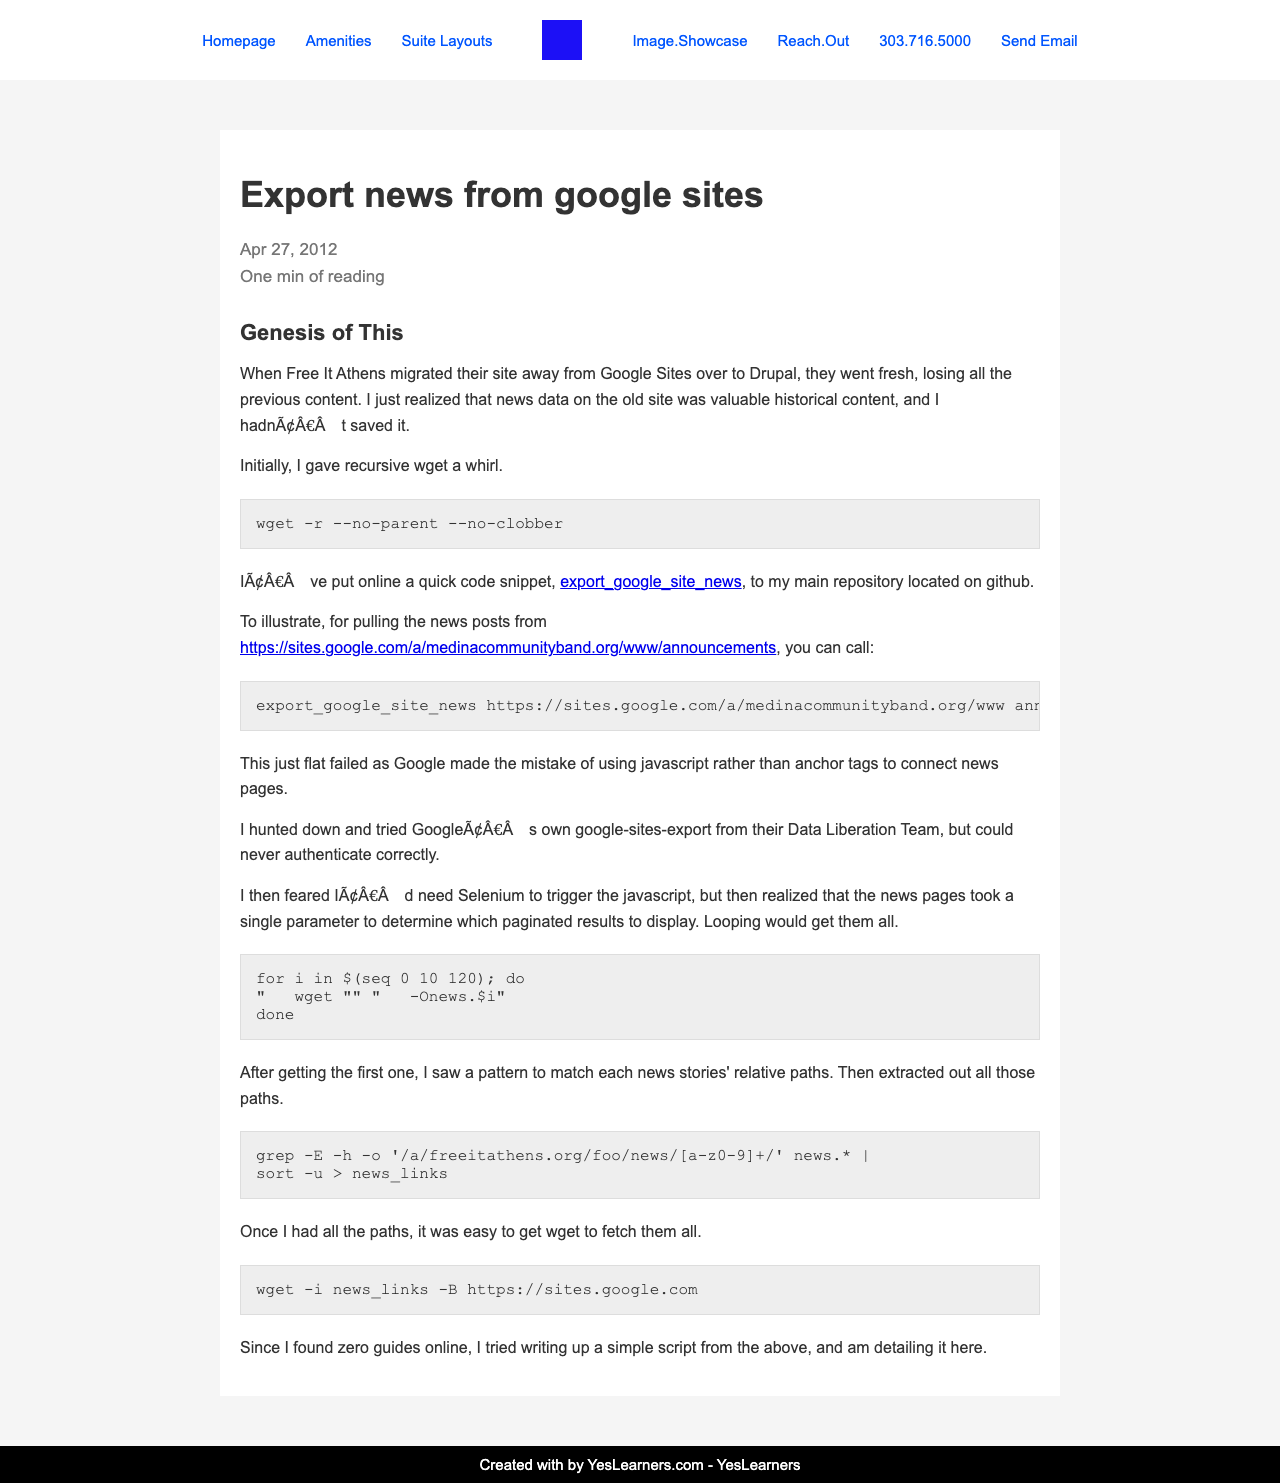 Homepage Amenities Suite Layouts Image.Showcase Reach.Out 303.716.5000 Send Email
Export news from google sites
Apr 27, 2012
One min of reading
Genesis of This
When Free It Athens migrated their site away from Google Sites over to Drupal, they went fresh, losing all the
previous content. I just realized that news data on the old site was valuable historical content, and I
hadnÃ¢Â€Â t saved it.
Initially, I gave recursive wget a whirl.
wget -r --no-parent --no-clobber
IÃ¢Â€Â ve put online a quick code snippet, export_google_site_news, to my main repository located on github.
To illustrate, for pulling the news posts from
https://sites.google.com/a/medinacommunityband.org/www/announcements, you can call:
export_google_site_news https://sites.google.com/a/medinacommunityband.org/www ann
This just flat failed as Google made the mistake of using javascript rather than anchor tags to connect news
pages.
I hunted down and tried GoogleÃ¢Â€Â s own google-sites-export from their Data Liberation Team, but could
never authenticate correctly.
I then feared IÃ¢Â€Â d need Selenium to trigger the javascript, but then realized that the news pages took a
single parameter to determine which paginated results to display. Looping would get them all.
for i in $(seq 0 10 120); do
"   wget "" "   -Onews.$i"
done
After getting the first one, I saw a pattern to match each news stories' relative paths. Then extracted out all those
paths.
grep -E -h -o '/a/freeitathens.org/foo/news/[a-z0-9]+/' news.* |
sort -u > news_links
Once I had all the paths, it was easy to get wget to fetch them all.
wget -i news_links -B https://sites.google.com
Since I found zero guides online, I tried writing up a simple script from the above, and am detailing it here.
Created with by YesLearners.com - YesLearners